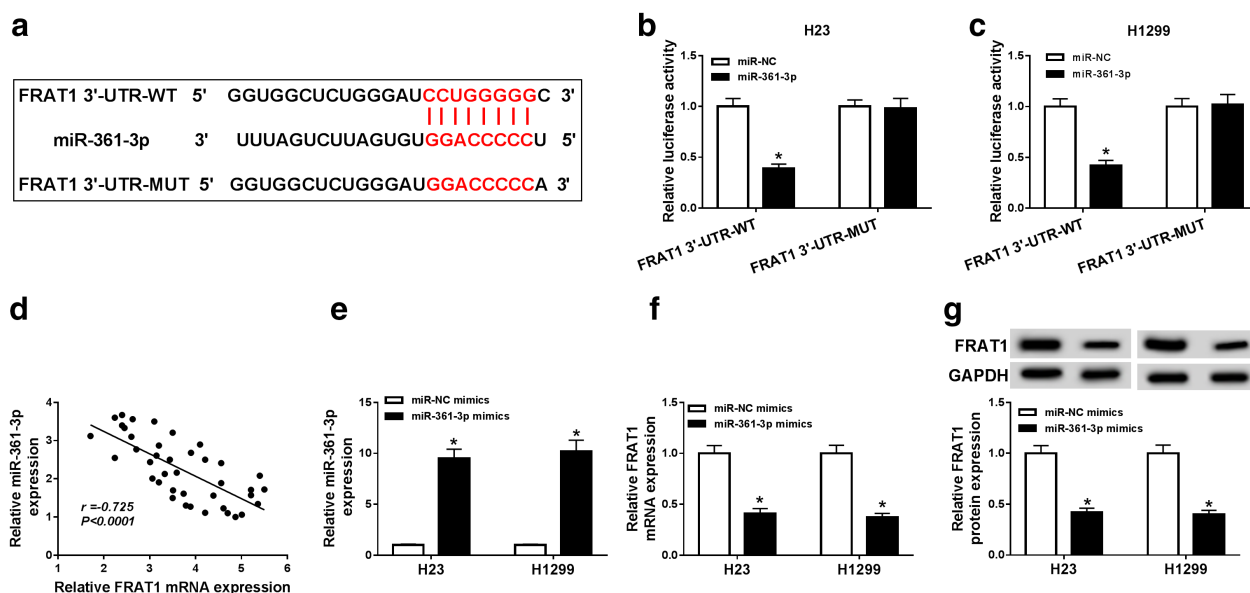 a
FRAT1 3'-UTR-WT 5' GGUGGCUCUGGGAUCCUGGGGGC 3'
miR-361-3p 3' UUUAGUCUUAGUGUGGACCCCCU 5'
FRAT1 3'-UTR-MUT 5' GGUGGCUCUGGGAUGGACCCCCA 3'
b
H23
miR-NC
miR-361-3p
Relative luciferase activity
1.5
1.0
0.5
0.0
*
FRAT1 3'-UTR-WT
FRAT1 3'-UTR-MUT
c
H1299
miR-NC
miR-361-3p
Relative luciferase activity
1.5
1.0
0.5
0.0
*
FRAT1 3'-UTR-WT
FRAT1 3'-UTR-MUT
d
Relative miR-361-3p
expression
4
3
2
1
0
r =-0.725
P<0.0001
1 2 3 4 5 6
Relative FRAT1 mRNA expression
e
miR-NC mimics
miR-361-3p mimics
Relative miR-361-3p
expression
15
10
5
0
* *
H23 H1299
f
miR-NC mimics
miR-361-3p mimics
Relative FRAT1
mRNA expression
1.5
1.0
0.5
0.0
* *
H23 H1299
g
FRAT1
GAPDH
miR-NC mimics
miR-361-3p mimics
Relative FRAT1
protein expression
1.5
1.0
0.5
0.0
* *
H23 H1299